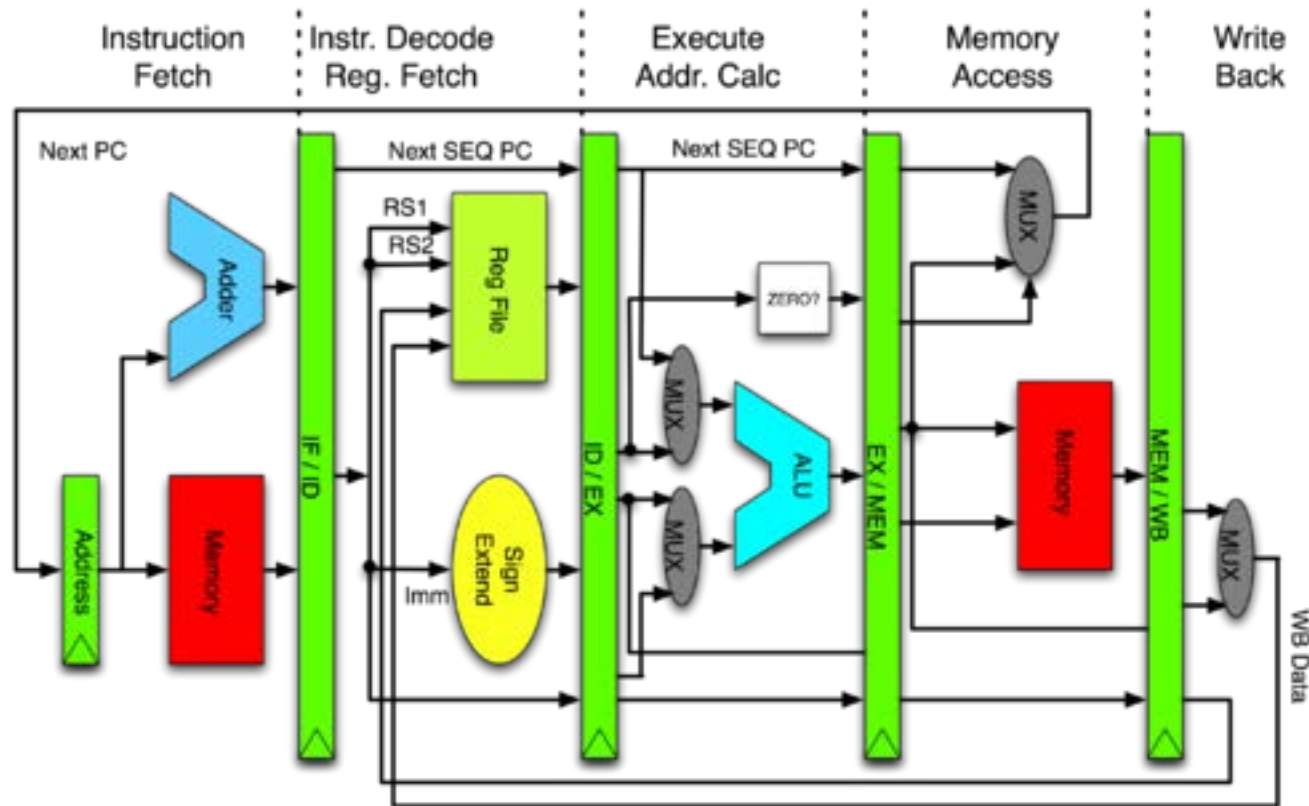 Instruction
Fetch
Instr. Decode
Reg. Fetch
Execute
Addr. Calc
Memory
Access
Write
Back
Next PC
Next SEQ PC
Next SEQ PC
RS1
RS2
Reg File
MUX
Adder
ZERO?
MUX
IF / ID
ID / EX
ALU
EX / MEM
Memory
MEM / WB
Address
Memory
Sign
Extend
Imm
MUX
MUX
WB Data